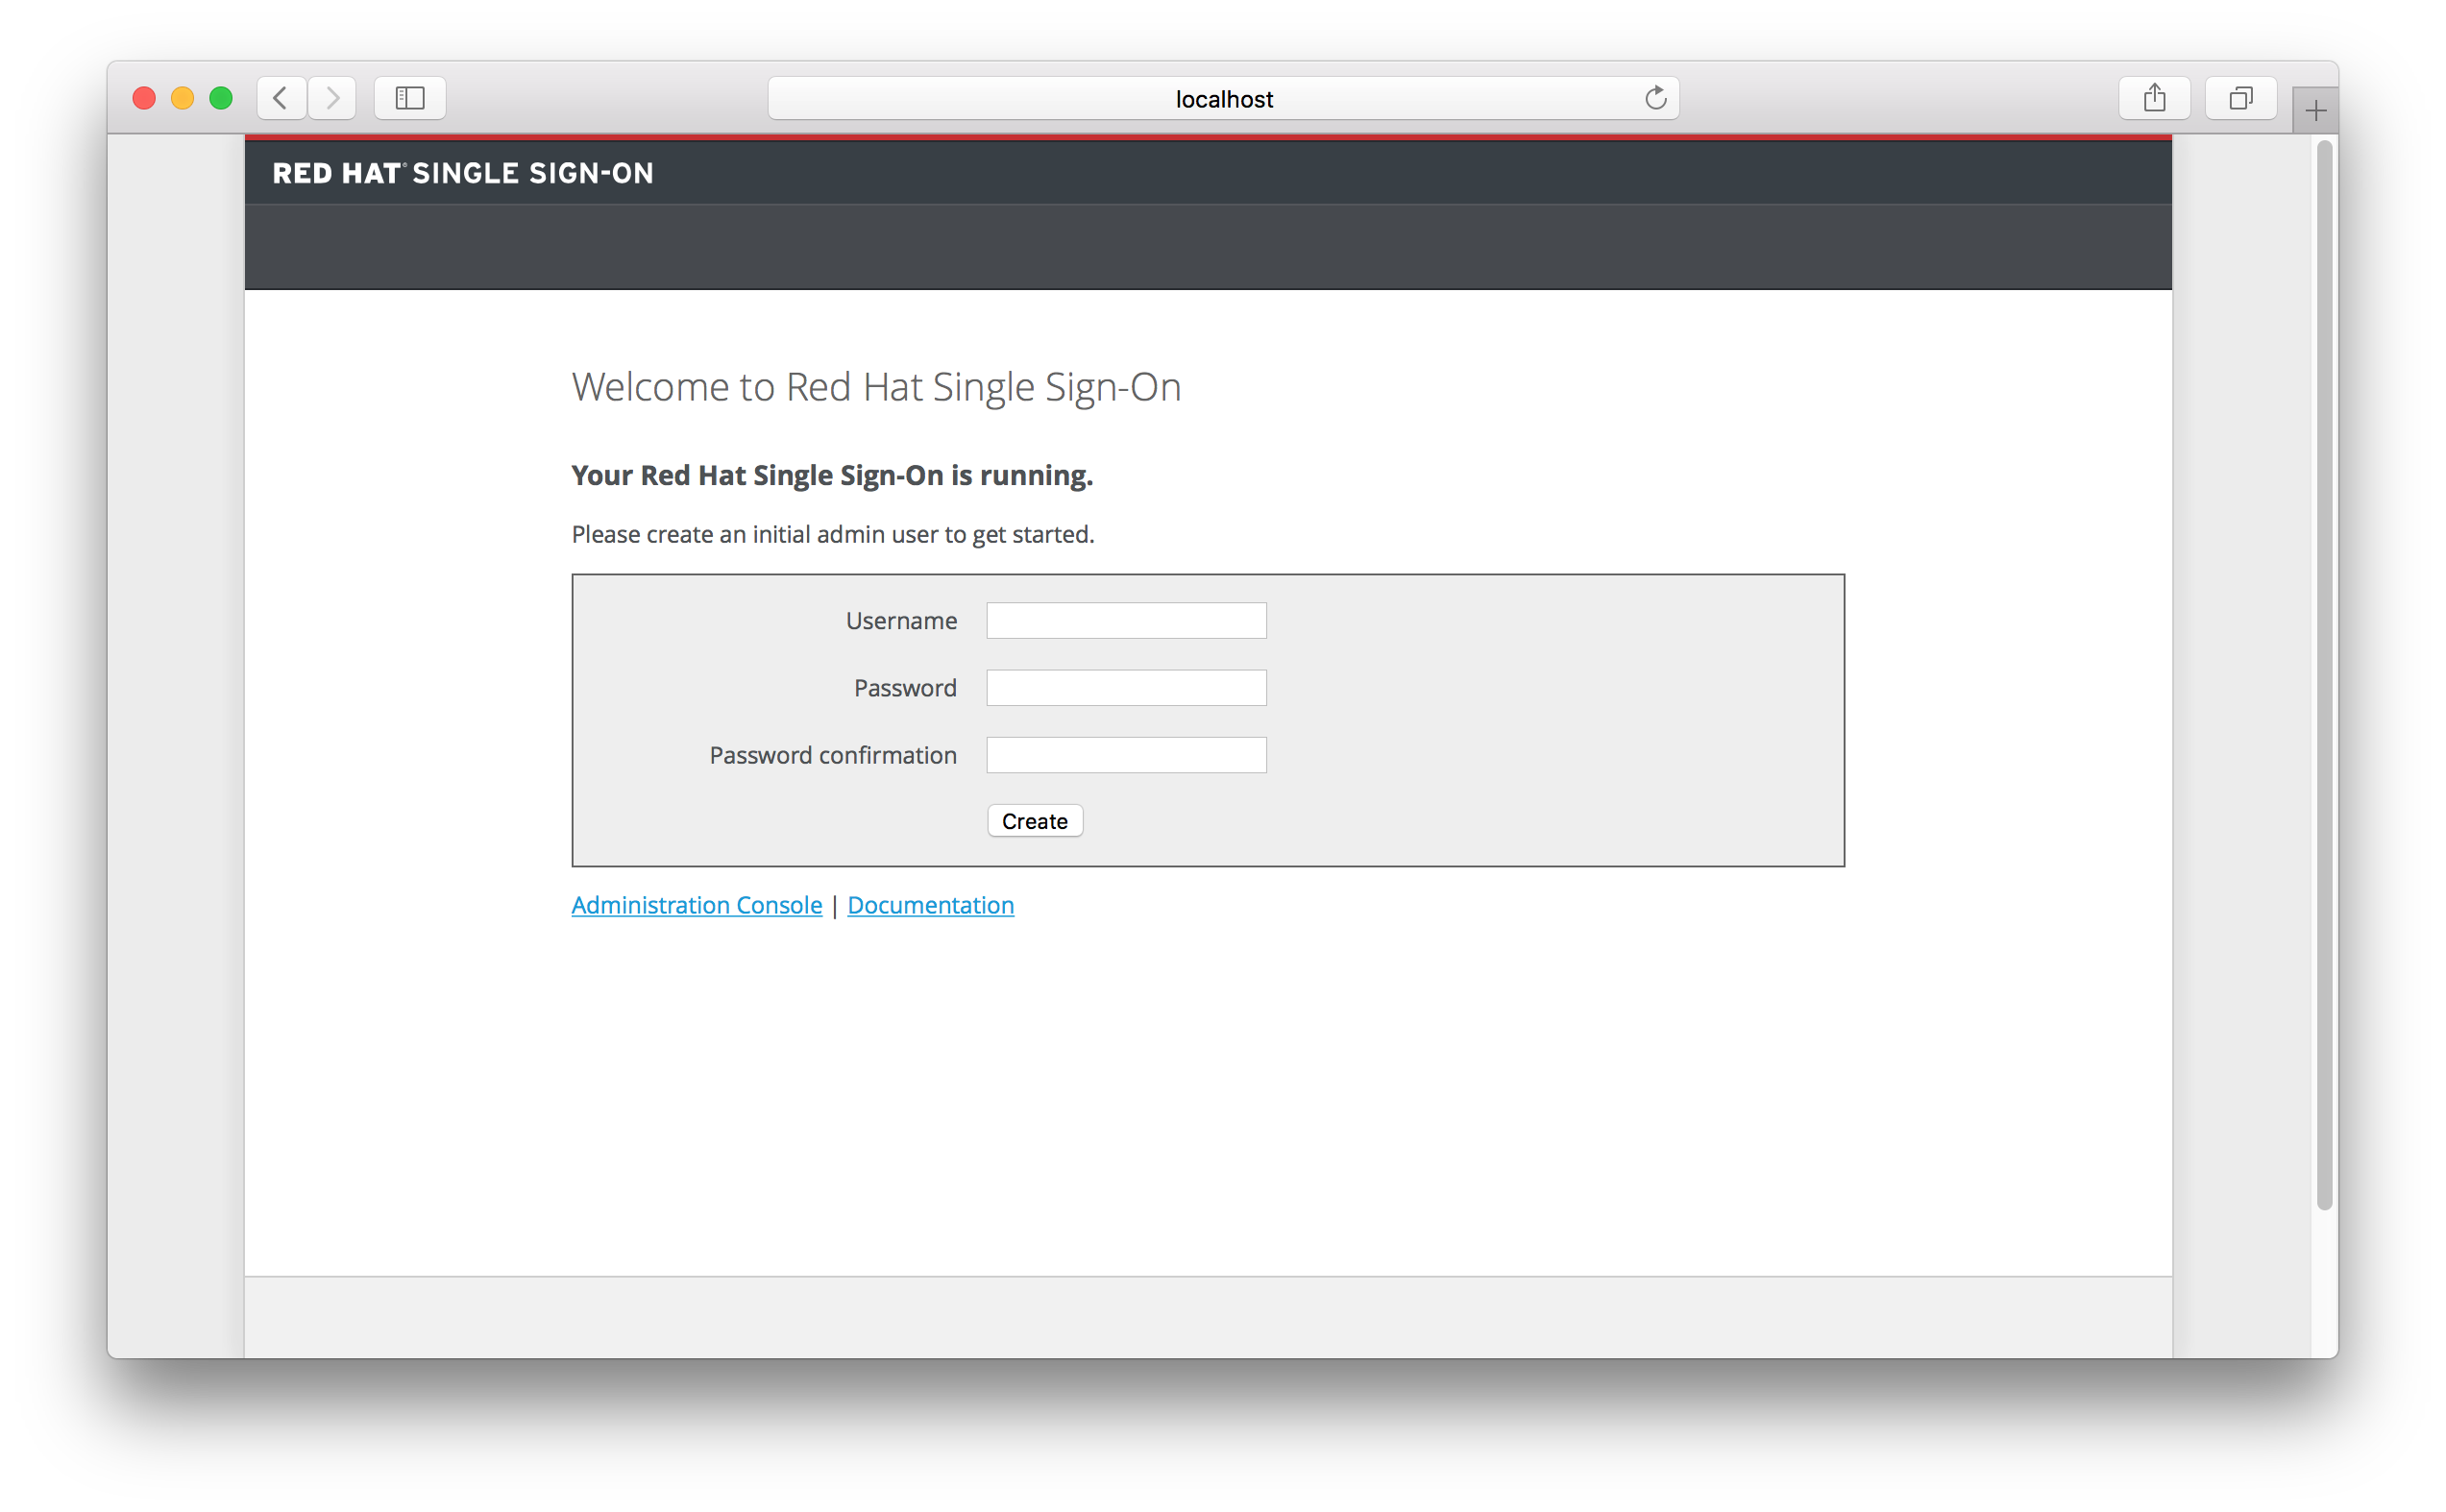 localhost
RED HAT® SINGLE SIGN-ON
Welcome to Red Hat Single Sign-On
Your Red Hat Single Sign-On is running.
Please create an initial admin user to get started.
Username
Password
Password confirmation
Create
Administration Console | Documentation